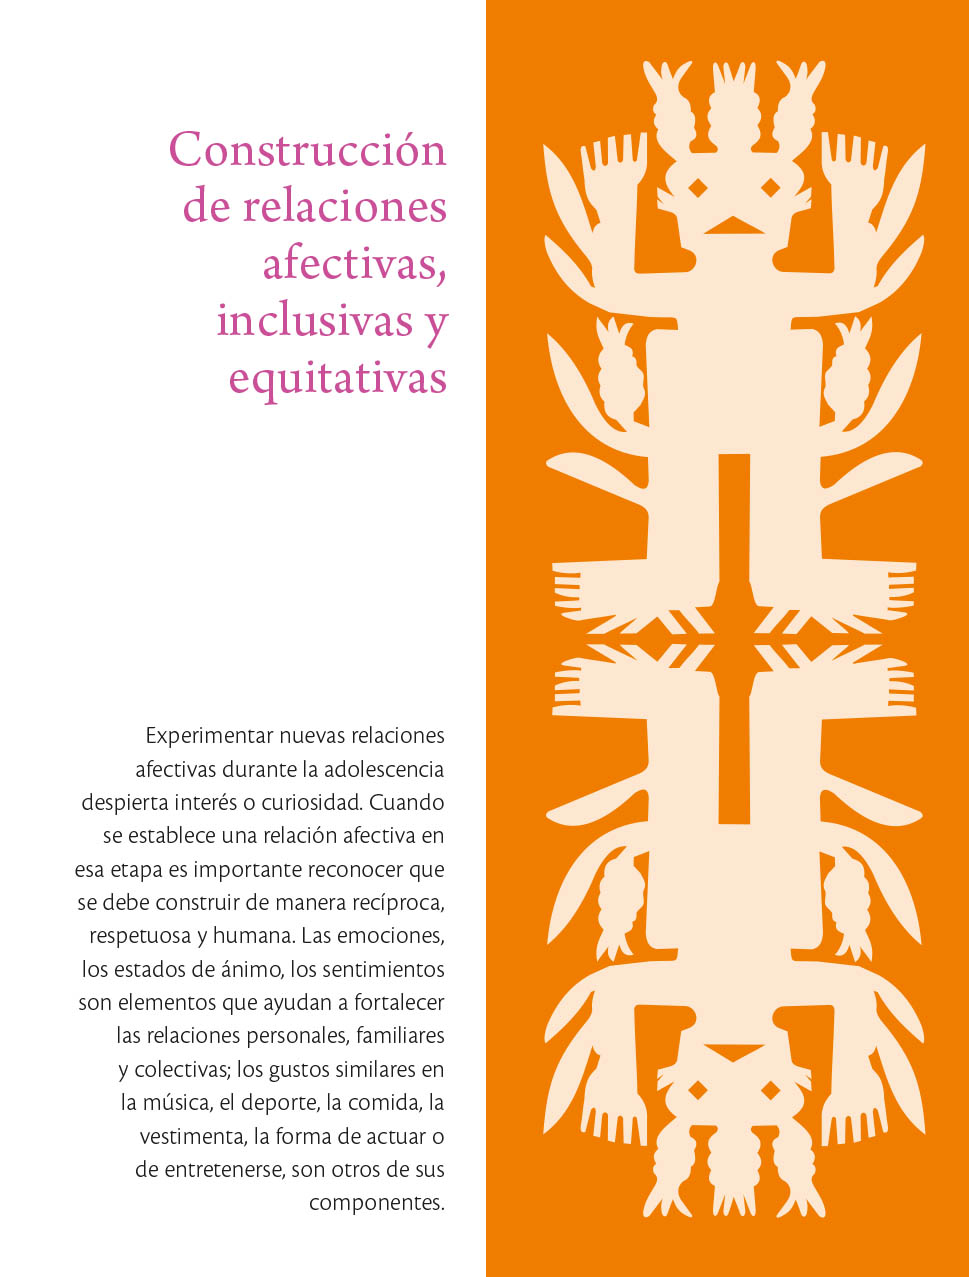 Construcción
de relaciones
afectivas,
inclusivas y
equitativas
Experimentar nuevas relaciones
afectivas durante la adolescencia
despierta interés o curiosidad. Cuando
se establece una relación afectiva en
esa etapa es importante reconocer que
se debe construir de manera recíproca,
respetuosa y humana. Las emociones,
los estados de ánimo, los sentimientos
son elementos que ayudan a fortalecer
las relaciones personales, familiares
y colectivas; los gustos similares en
la música, el deporte, la comida, la
vestimenta, la forma de actuar o
de entretenerse, son otros de sus
componentes.